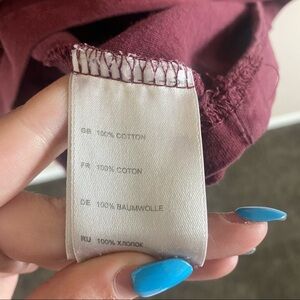 GB 100% COTTON
FR 100% COTON
DE 100% BAUMWOLLE
RU 100% ХЛОПОК